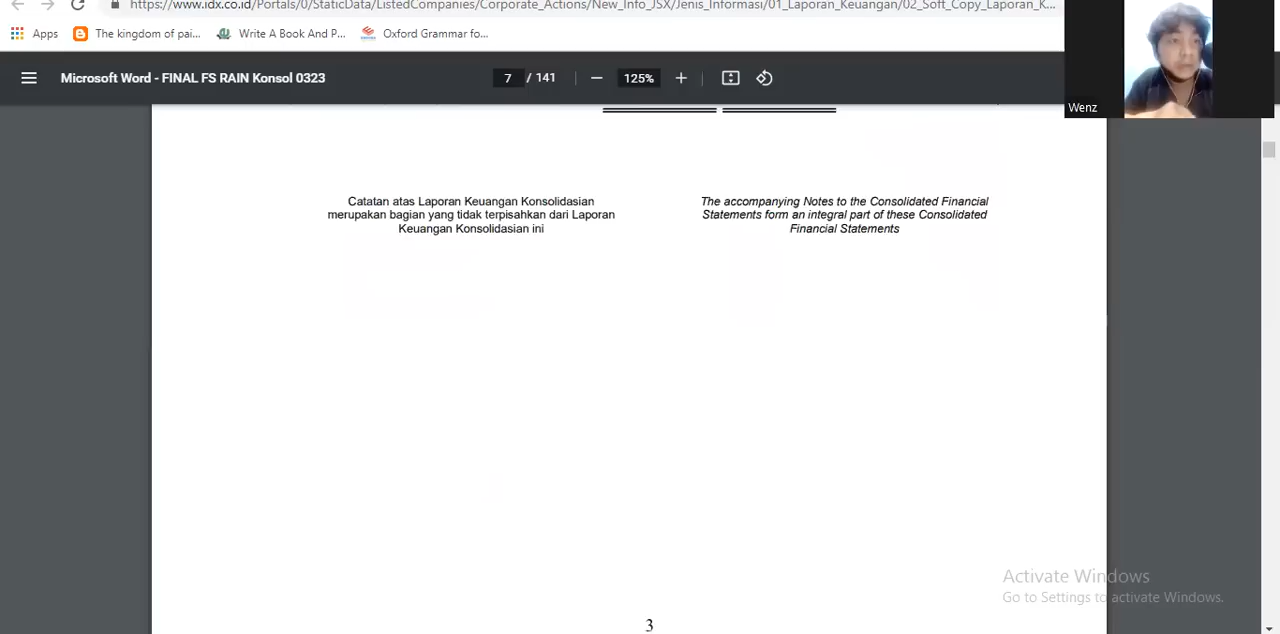 https://www.idx.co.id/Portals/0/StaticData/ListedCompanies/Corporate_Actions/New_Info_JSX/Jenis_Informasi/01_Laporan_Keuangan/02_Soft_Copy_Laporan_K...
Apps The kingdom of pai... Write A Book And P... Oxford Grammar fo...
Microsoft Word - FINAL FS RAIN Konsol 0323 7 / 141 125%
Wenz
Catatan atas Laporan Keuangan Konsolidasian
merupakan bagian yang tidak terpisahkan dari Laporan
Keuangan Konsolidasian ini
The accompanying Notes to the Consolidated Financial
Statements form an integral part of these Consolidated
Financial Statements
Activate Windows
Go to Settings to activate Windows.
3